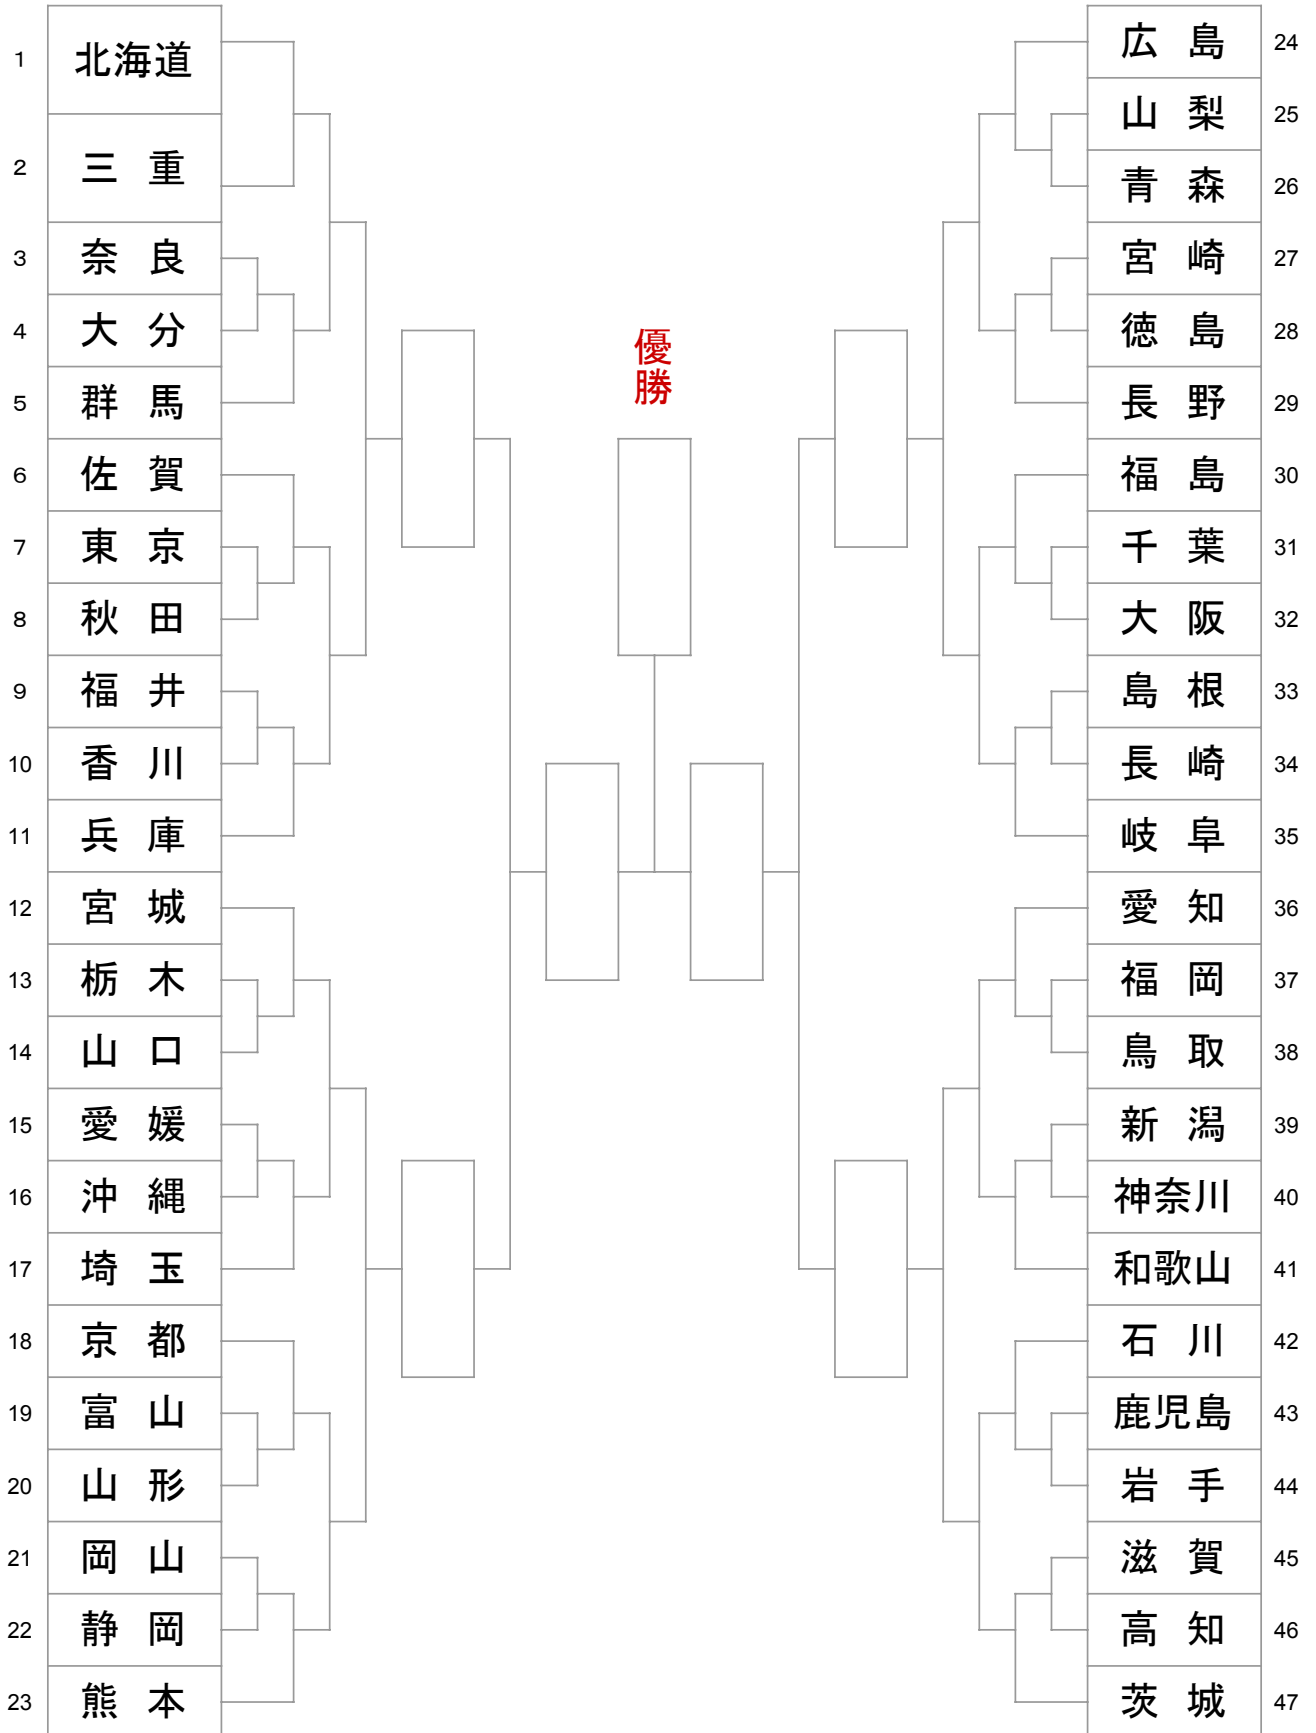 1 北海道
2 三重
3 奈良
4 大分
5 群馬
6 佐賀
7 東京
8 秋田
9 福井
10 香川
11 兵庫
12 宮城
13 栃木
14 山口
15 愛媛
16 沖縄
17 埼玉
18 京都
19 富山
20 山形
21 岡山
22 静岡
23 熊本
優勝
広島 24
山梨 25
青森 26
宮崎 27
徳島 28
長野 29
福島 30
千葉 31
大阪 32
島根 33
長崎 34
岐阜 35
愛知 36
福岡 37
鳥取 38
新潟 39
神奈川 40
和歌山 41
石川 42
鹿児島 43
岩手 44
滋賀 45
高知 46
茨城 47